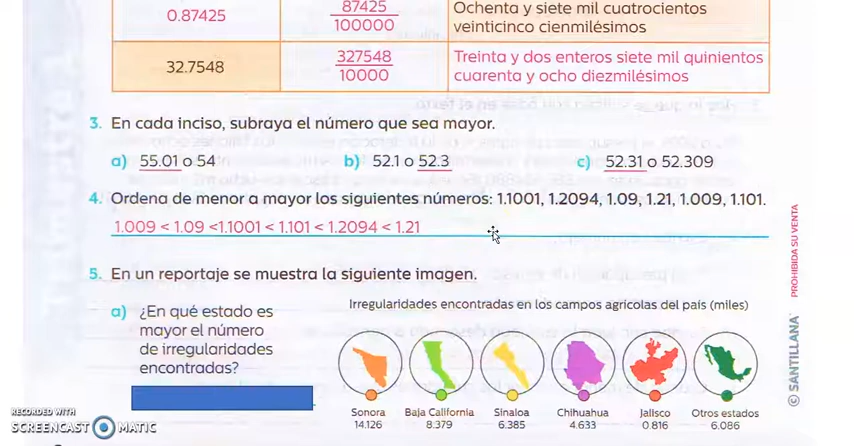 0.87425
87425
100000
Ochenta y siete mil cuatrocientos
veinticinco cienmilésimos
32.7548
327548
10000
Treinta y dos enteros siete mil quinientos
cuarenta y ocho diezmilésimos
3. En cada inciso, subraya el número que sea mayor.
a) 55.01 o 54 b) 52.1 o 52.3 c) 52.31 o 52.309
4. Ordena de menor a mayor los siguientes números: 1.1001, 1.2094, 1.09, 1.21, 1.009, 1.101.
1.009 < 1.09 <1.1001 < 1.101 < 1.2094 < 1.21
5. En un reportaje se muestra la siguiente imagen.
a) ¿En qué estado es
mayor el número
de irregularidades
encontradas?
Irregularidades encontradas en los campos agrícolas del país (miles)
Sonora Baja California Sinaloa Chihuahua Jalisco Otros estados
14.126 8.379 6.385 4.633 0.816 6.086
© SANTILLANA PROHIBIDA SU VENTA
RECORDED WITH
SCREENCAST MATIC